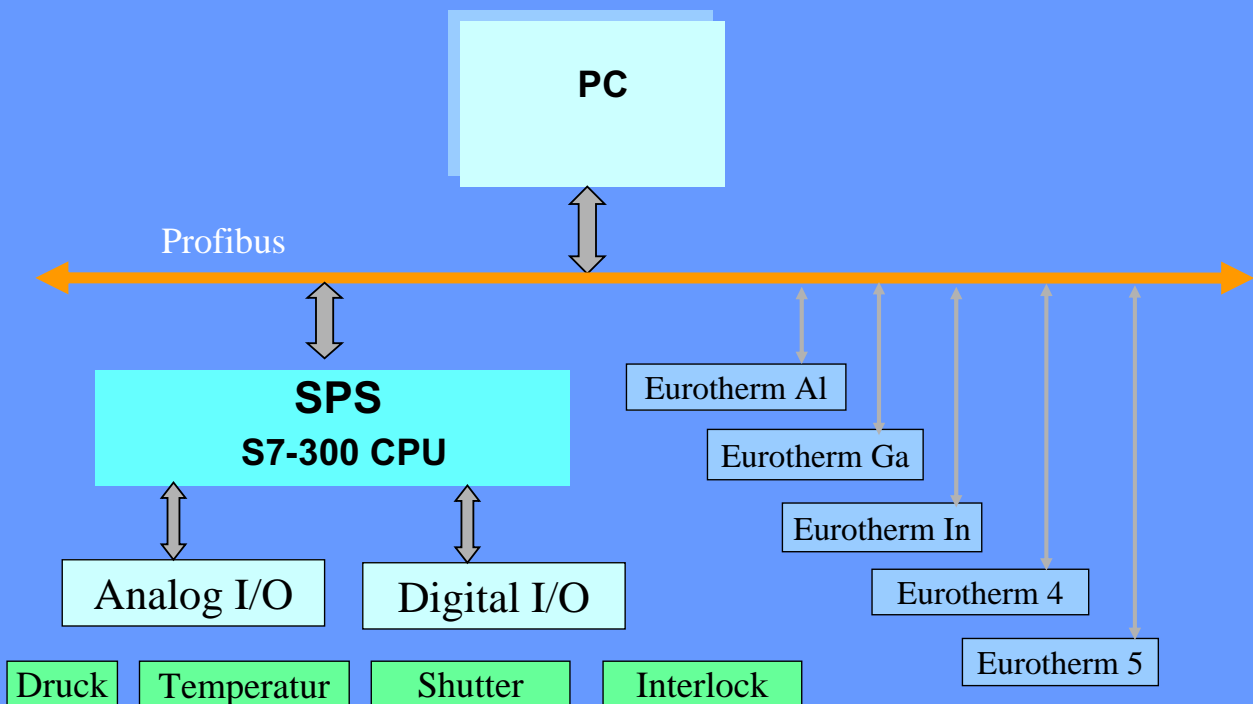 PC
Profibus
SPS
S7-300 CPU
Eurotherm Al
Eurotherm Ga
Eurotherm In
Eurotherm 4
Eurotherm 5
Analog I/O
Digital I/O
Druck
Temperatur
Shutter
Interlock